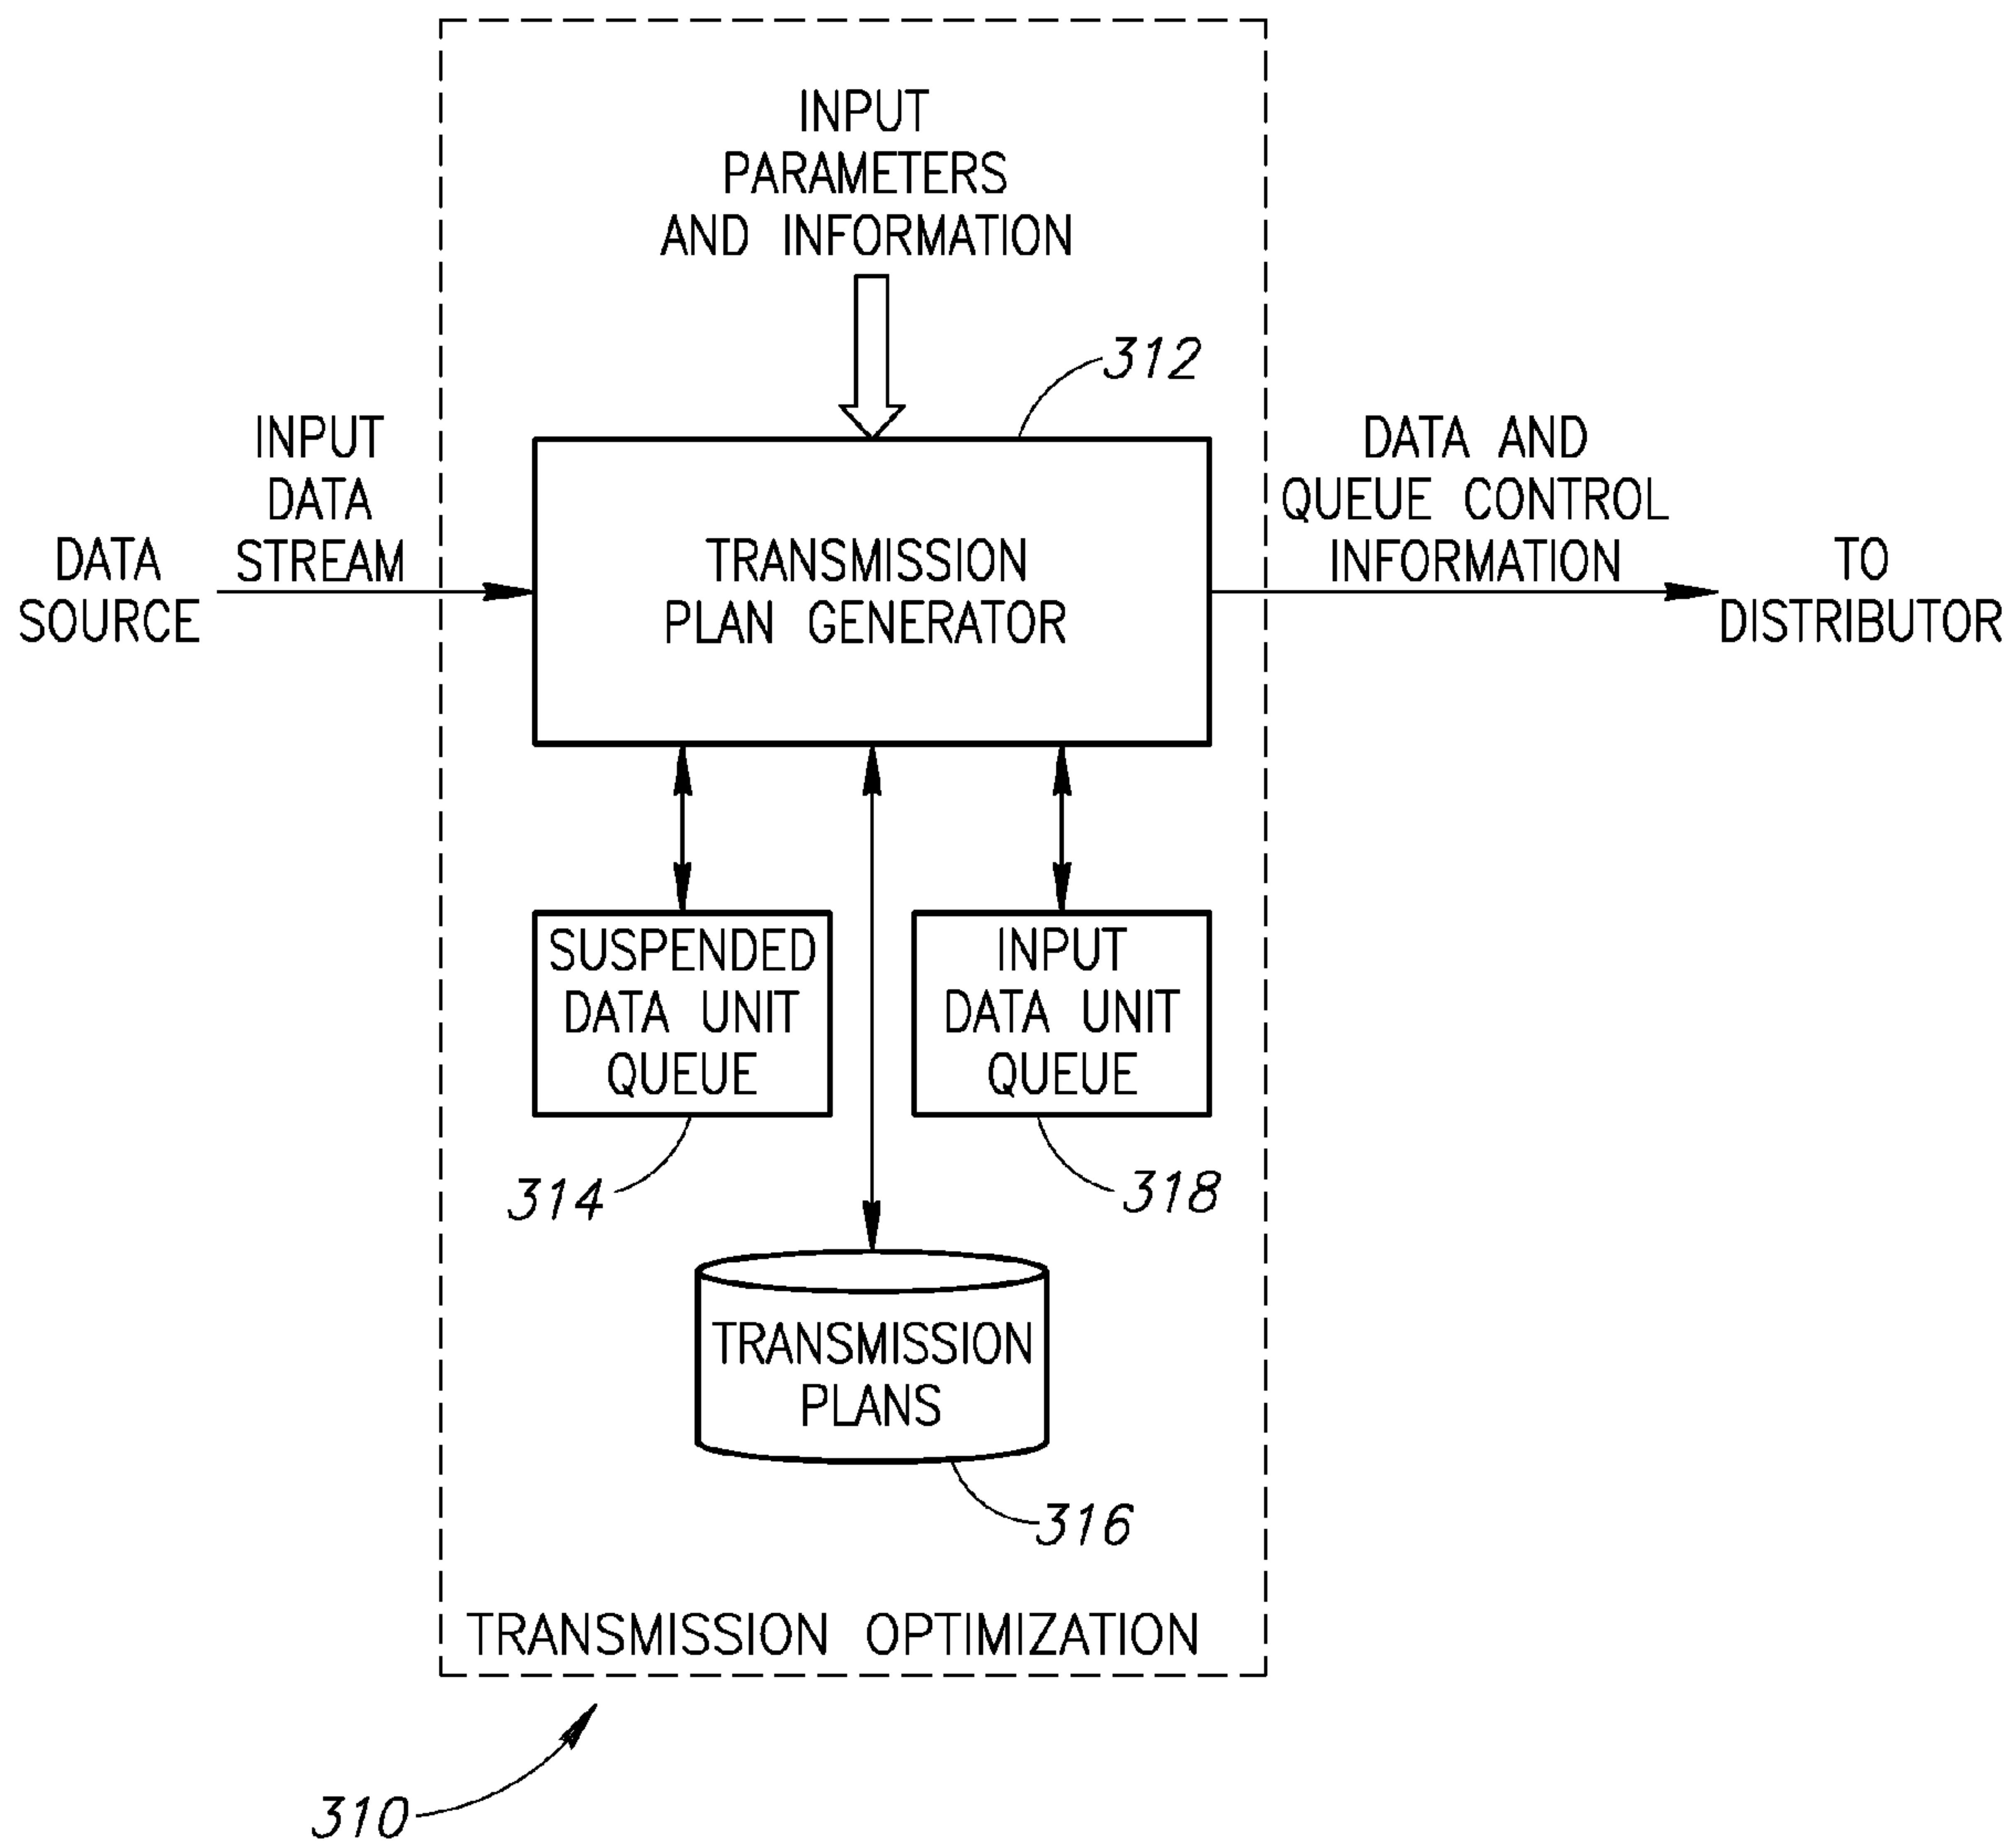 INPUT
PARAMETERS
AND INFORMATION
312
INPUT
DATA
STREAM
DATA
SOURCE
TRANSMISSION
PLAN GENERATOR
DATA AND
QUEUE CONTROL
INFORMATION
TO
DISTRIBUTOR
SUSPENDED
DATA UNIT
QUEUE
314
INPUT
DATA UNIT
QUEUE
318
TRANSMISSION
PLANS
316
TRANSMISSION OPTIMIZATION
310